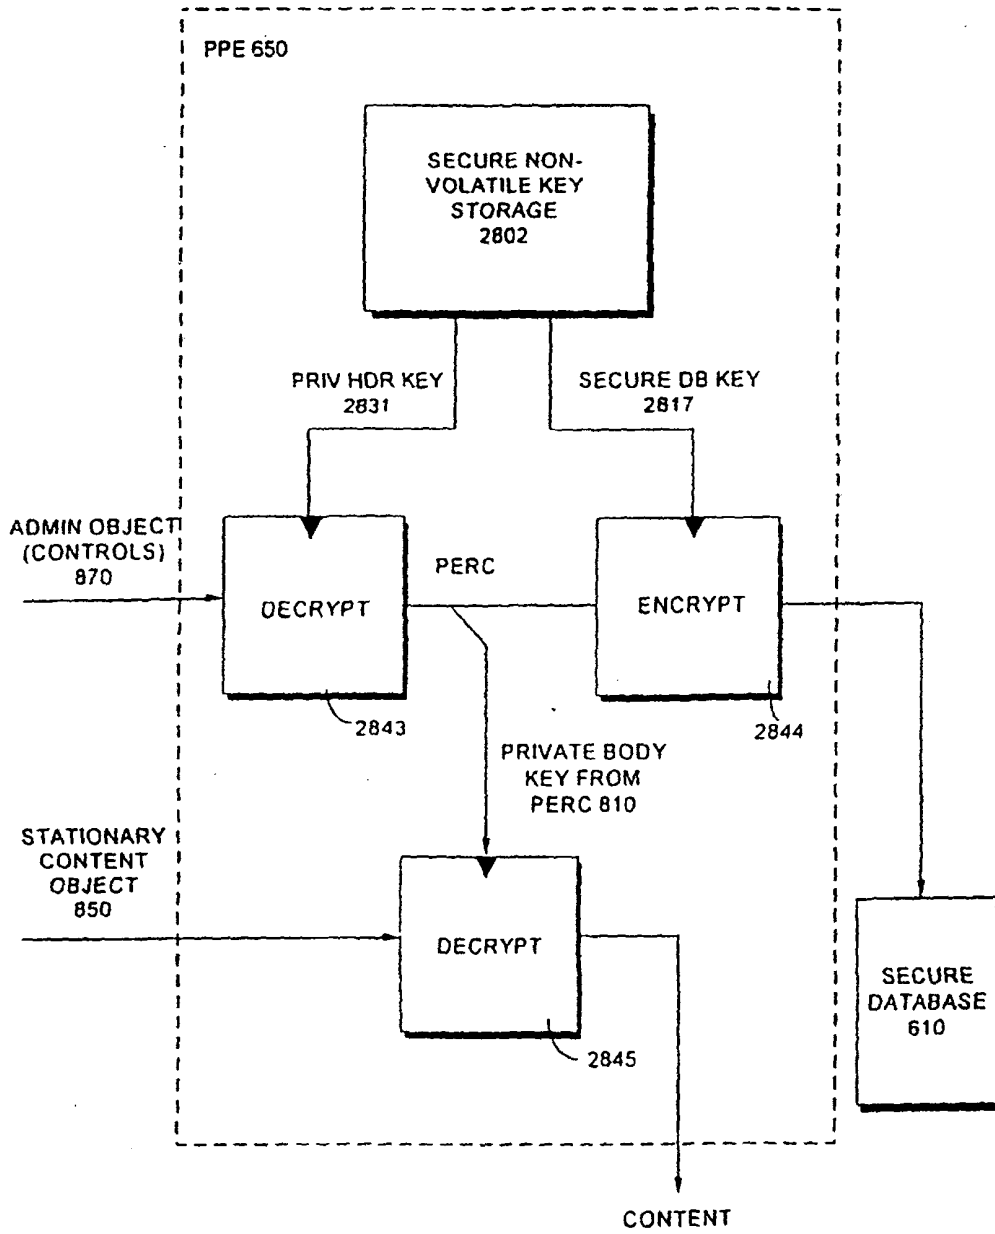 PPE 650
SECURE NON-
VOLATILE KEY
STORAGE
2802
PRIV HDR KEY
2831
SECURE DB KEY
2817
ADMIN OBJECT
(CONTROLS)
870
DECRYPT
PERC
ENCRYPT
2843
2844
PRIVATE BODY
KEY FROM
PERC 810
STATIONARY
CONTENT
OBJECT
850
DECRYPT
2845
SECURE
DATABASE
610
CONTENT